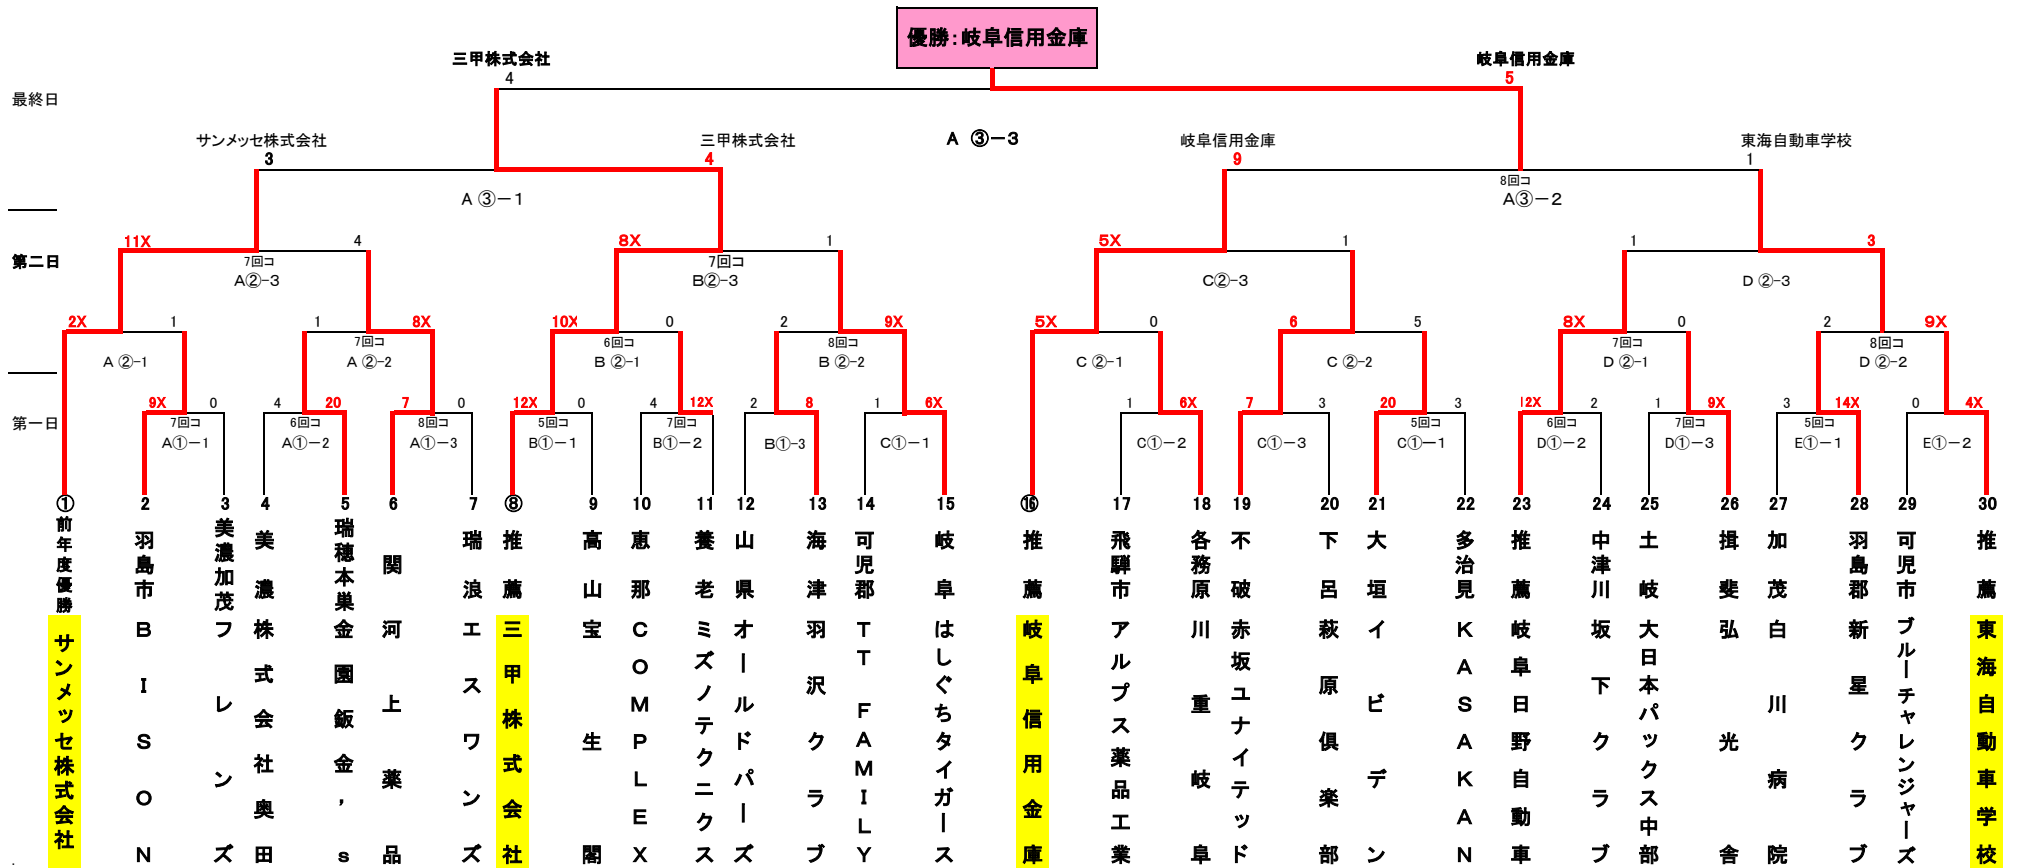 優勝：岐阜信用金庫
三甲株式会社
岐阜信用金庫
4
5
最終日
サンメッセ株式会社
三甲株式会社
A ③－3
岐阜信用金庫
東海自動車学校
3
4
9
1
8回コ
A ③－1
A③－2
第二日
11X
4
8X
1
5X
1
1
3
7回コ
7回コ
A②-3
B②-3
C②-3
D ②-3
2X
1
1
8X
10X
0
2
9X
5X
0
6
5
8X
0
2
9X
7回コ
6回コ
8回コ
7回コ
8回コ
A ②-1
A ②-2
B ②-1
B ②-2
C ②-1
C ②-2
D ②-1
D ②-2
第一日
9X
0
4
20
7
0
12X
0
4
12X
2
8
1
6X
1
6X
7
3
20
3
12X
2
1
9X
3
14X
0
4X
7回コ
6回コ
8回コ
5回コ
7回コ
5回コ
6回コ
7回コ
5回コ
A①－1
A①－2
A①－3
B①－1
B①－2
B①-3
C①－1
C①－2
C①－3
C①ー1
D①－2
D①－3
E①－1
E①－2
① 前年度優勝 サンメッセ株式会社
2 羽島市 ＢＩＳＯＮ
3 美濃加茂 フレンズ
4 美濃 株式会社奥田
5 瑞穂本巣 金園鈑金，s
6 関 河上薬品
7 瑞浪 エスワンズ
⑧ 推薦 三甲株式会社
9 高山 宝生閣
10 恵那 ＣＯＭＰＬＥＸ
11 養老 ミズノテクニクス
12 山県 オールドパーズ
13 海津 羽沢クラブ
14 可児郡 ＴＴ ＦＡＭＩＬＹ
15 岐阜 はしぐちタイガース
⑯ 推薦 岐阜信用金庫
17 飛騨市 アルプス薬品工業
18 各務原 川重岐阜
19 不破 赤坂ユナイテッド
20 下呂 萩原倶楽部
21 大垣 イビデン
22 多治見 ＫＡＳＡＫＡＮ
23 推薦 岐阜日野自動車
24 中津川 坂下クラブ
25 土岐 大日本パックス中部
26 揖斐 弘光舎
27 加茂 白川病院
28 羽島郡 新星クラブ
29 可児市 ブルーチャレンジャーズ
30 推薦 東海自動車学校